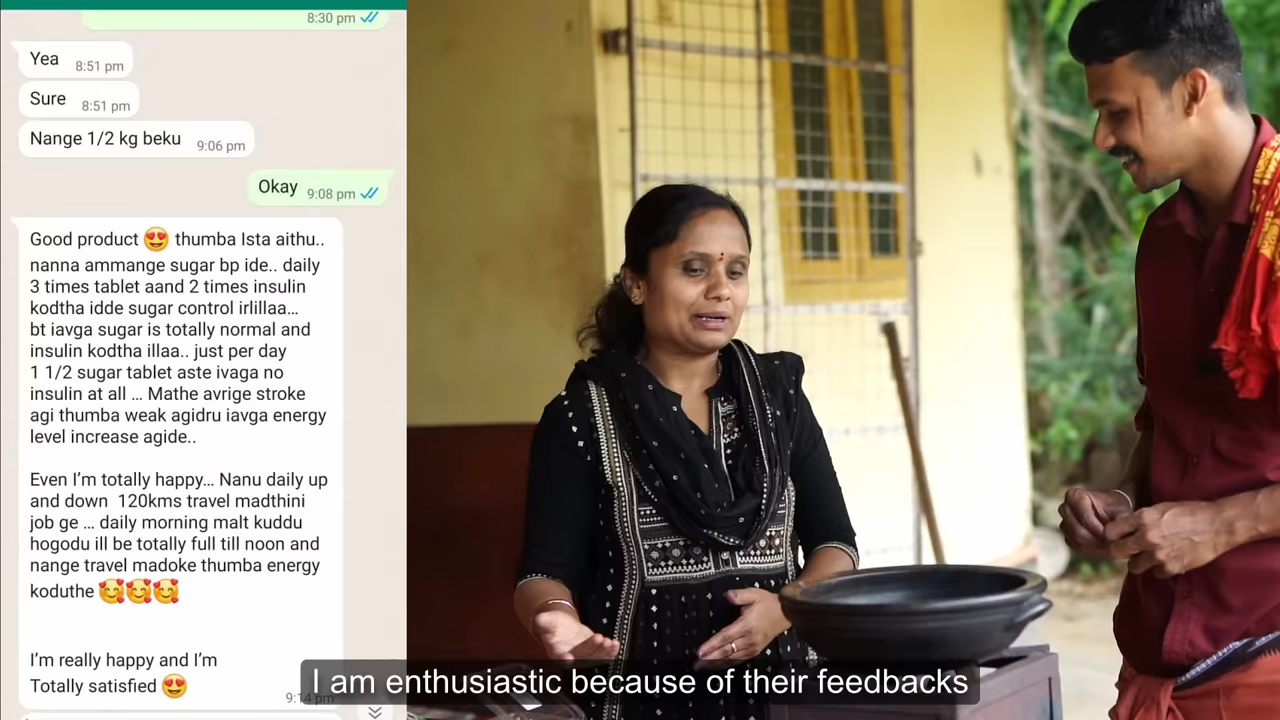 8:30 pm
Yea 8:51 pm
Sure 8:51 pm
Nange 1/2 kg beku 9:06 pm
Okay 9:08 pm
Good product 😍 thumba Ista aithu..
nanna ammange sugar bp ide.. daily
3 times tablet aand 2 times insulin
kodtha idde sugar control irlillaa…
bt iavga sugar is totally normal and
insulin kodtha illaa.. just per day
1 1/2 sugar tablet aste ivaga no
insulin at all … Mathe avrige stroke
agi thumba weak agidru iavga energy
level increase agide..
Even I’m totally happy… Nanu daily up
and down 120kms travel madthini
job ge … daily morning malt kuddu
hogodu ill be totally full till noon and
nange travel madoke thumba energy
koduthe 🥰🥰🥰
I’m really happy and I’m
Totally satisfied 😍
9:14 pm
I am enthusiastic because of their feedbacks